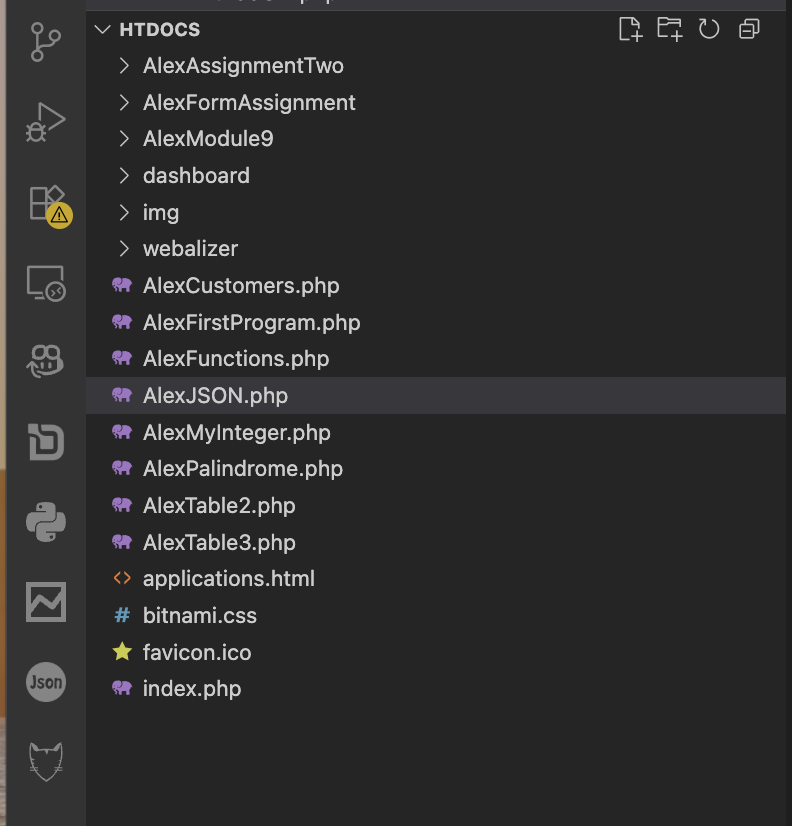 HTDOCS
AlexAssignmentTwo
AlexFormAssignment
AlexModule9
dashboard
img
webalizer
AlexCustomers.php
AlexFirstProgram.php
AlexFunctions.php
AlexJSON.php
AlexMyInteger.php
AlexPalindrome.php
AlexTable2.php
AlexTable3.php
applications.html
bitnami.css
favicon.ico
index.php
Json